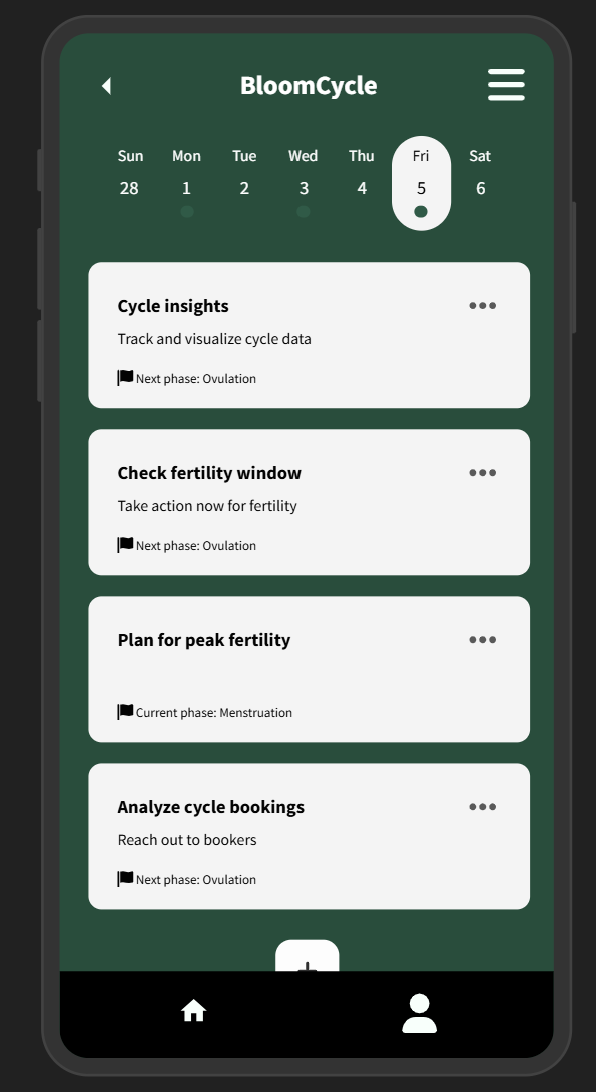 BloomCycle
Sun Mon Tue Wed Thu Fri Sat
28 1 2 3 4 5 6
Cycle insights
Track and visualize cycle data
Next phase: Ovulation
Check fertility window
Take action now for fertility
Next phase: Ovulation
Plan for peak fertility
Current phase: Menstruation
Analyze cycle bookings
Reach out to bookers
Next phase: Ovulation